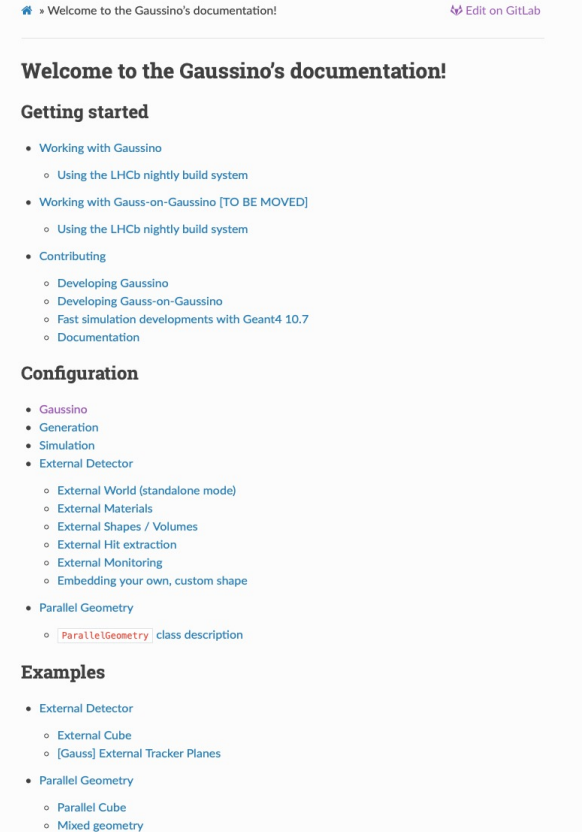 » Welcome to the Gaussino’s documentation! Edit on GitLab
Welcome to the Gaussino’s documentation!
Getting started
Working with Gaussino
Using the LHCb nightly build system
Working with Gauss-on-Gaussino [TO BE MOVED]
Using the LHCb nightly build system
Contributing
Developing Gaussino
Developing Gauss-on-Gaussino
Fast simulation developments with Geant4 10.7
Documentation
Configuration
Gaussino
Generation
Simulation
External Detector
External World (standalone mode)
External Materials
External Shapes / Volumes
External Hit extraction
External Monitoring
Embedding your own, custom shape
Parallel Geometry
ParallelGeometry class description
Examples
External Detector
External Cube
[Gauss] External Tracker Planes
Parallel Geometry
Parallel Cube
Mixed geometry